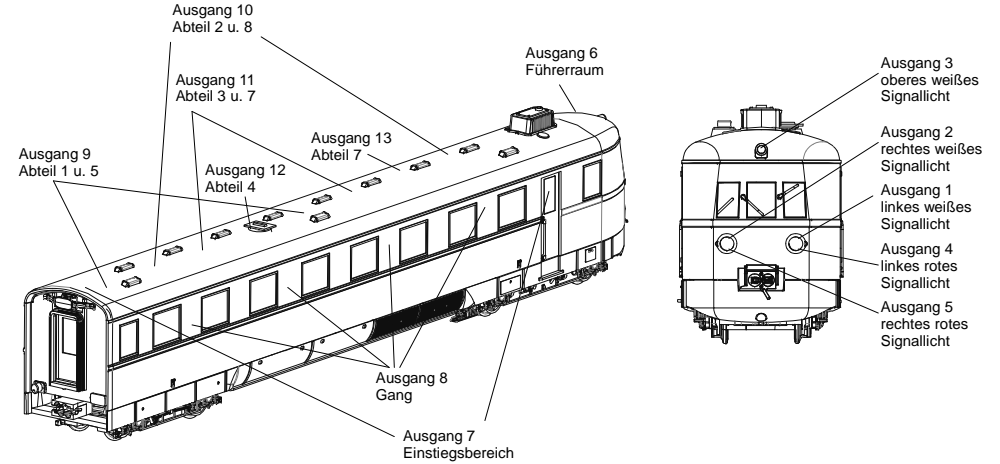 Ausgang 10
Abteil 2 u. 8
Ausgang 11
Abteil 3 u. 7
Ausgang 6
Führerraum
Ausgang 13
Abteil 7
Ausgang 9
Abteil 1 u. 5
Ausgang 12
Abteil 4
Ausgang 8
Gang
Ausgang 7
Einstiegsbereich
Ausgang 3
oberes weißes
Signallicht
Ausgang 2
rechtes weißes
Signallicht
Ausgang 1
linkes weißes
Signallicht
Ausgang 4
linkes rotes
Signallicht
Ausgang 5
rechtes rotes
Signallicht